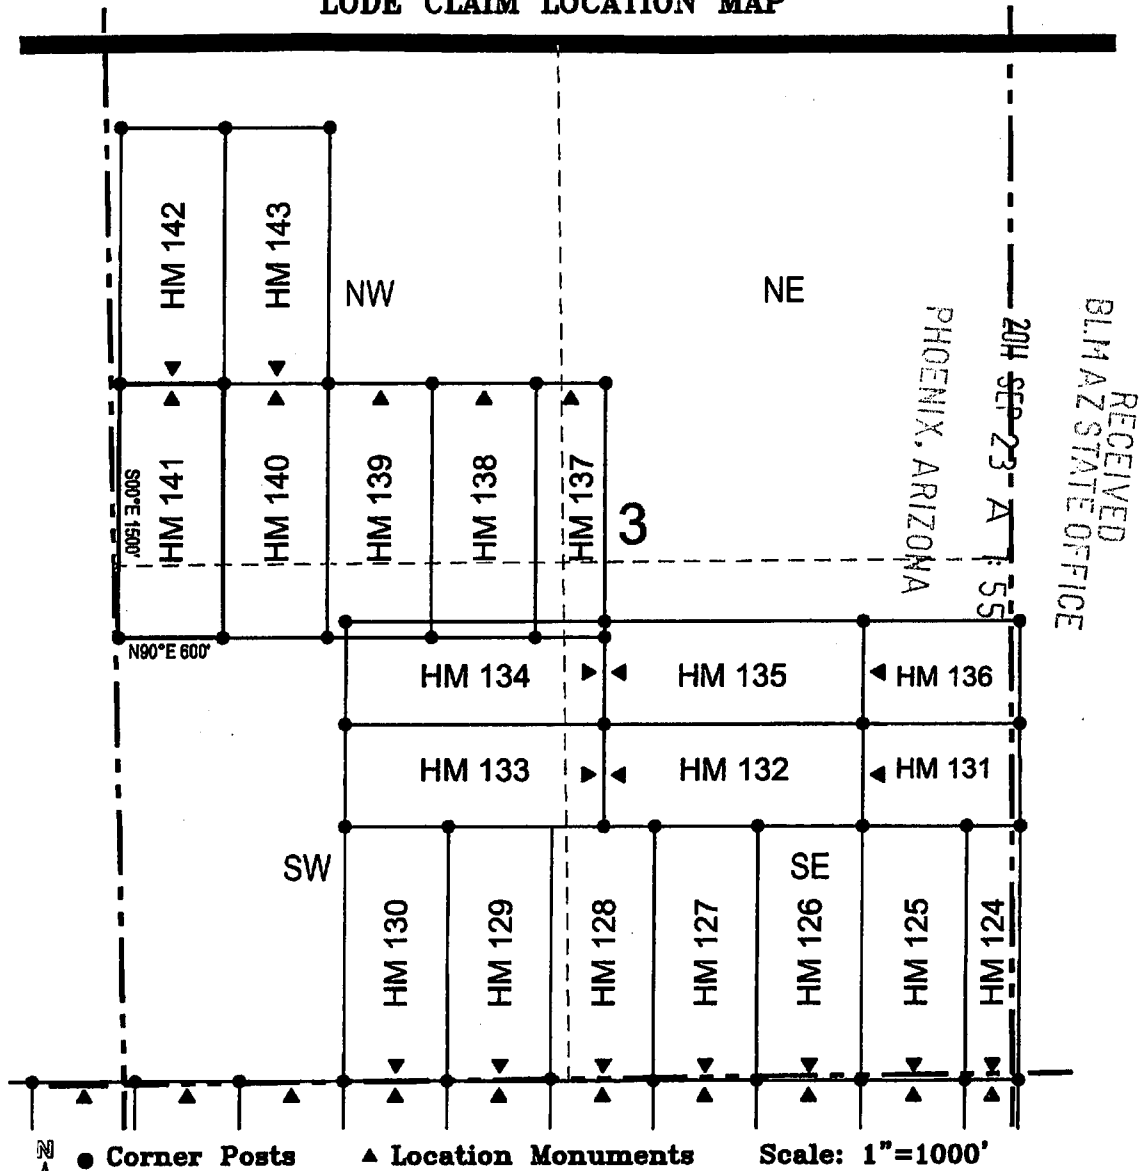 LODE CLAIM LOCATION MAP
HM 142
HM 143
NW
NE
HM 141
HM 140
HM 139
HM 138
HM 137
3
S00°E 1500'
N90°E 600'
HM 134
HM 135
HM 136
HM 133
HM 132
HM 131
SW
SE
HM 130
HM 129
HM 128
HM 127
HM 126
HM 125
HM 124
RECEIVED
BLM AZ STATE OFFICE
SEP 23 A
55
PHOENIX, ARIZONA
N
Corner Posts
Location Monuments
Scale: 1"=1000'